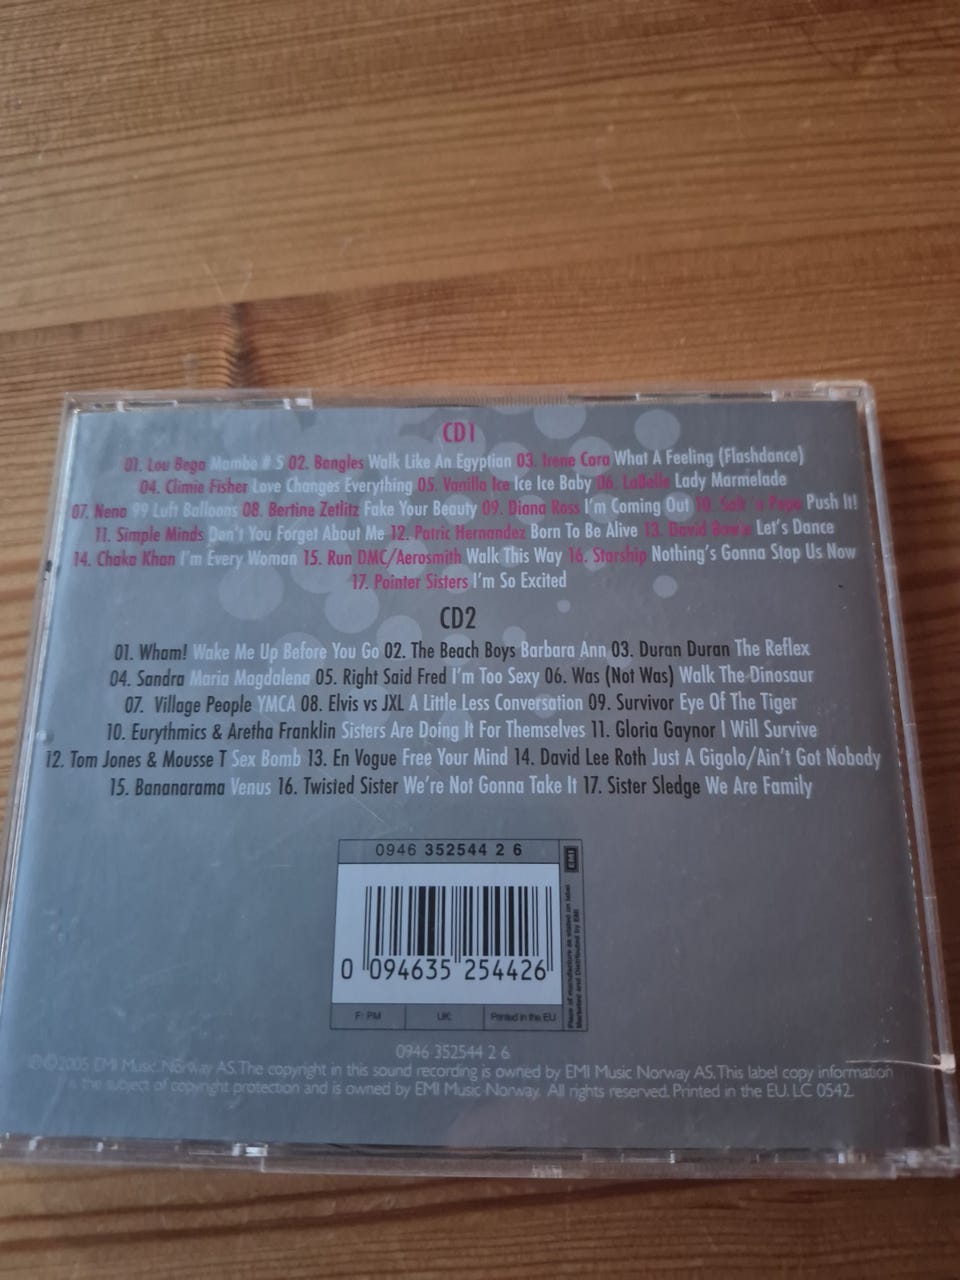 CD1
01. Lou Bega Mambo # 5 02. Bangles Walk Like An Egyptian 03. Irene Cara What A Feeling (Flashdance)
04. Climie Fisher Love Changes Everything 05. Vanilla Ice Ice Ice Baby 06. LaBelle Lady Marmelade
07. Nena 99 Luft Balloons 08. Bertine Zetlitz Fake Your Beauty 09. Diana Ross I'm Coming Out 10. Salt 'n Pepa Push It!
11. Simple Minds Don't You Forget About Me 12. Patric Hernandez Born To Be Alive 13. David Bowie Let's Dance
14. Chaka Khan I'm Every Woman 15. Run DMC/Aerosmith Walk This Way 16. Starship Nothing's Gonna Stop Us Now
17. Pointer Sisters I'm So Excited
CD2
01. Wham! Wake Me Up Before You Go 02. The Beach Boys Barbara Ann 03. Duran Duran The Reflex
04. Sandra Maria Magdalena 05. Right Said Fred I'm Too Sexy 06. Was (Not Was) Walk The Dinosaur
07. Village People YMCA 08. Elvis vs JXL A Little Less Conversation 09. Survivor Eye Of The Tiger
10. Eurythmics & Aretha Franklin Sisters Are Doing It For Themselves 11. Gloria Gaynor I Will Survive
12. Tom Jones & Mousse T Sex Bomb 13. En Vogue Free Your Mind 14. David Lee Roth Just A Gigolo/Ain't Got Nobody
15. Bananarama Venus 16. Twisted Sister We're Not Gonna Take It 17. Sister Sledge We Are Family
0946 352544 2 6
EMI
Place of manufacture as stated on label
Marketed and Distributed by EMI
0 094635 254426
F: PM UK: Printed in the EU
0946 352544 2 6
℗©2005 EMI Music Norway AS. The copyright in this sound recording is owned by EMI Music Norway AS. This label copy information
is the subject of copyright protection and is owned by EMI Music Norway. All rights reserved. Printed in the EU. LC 0542